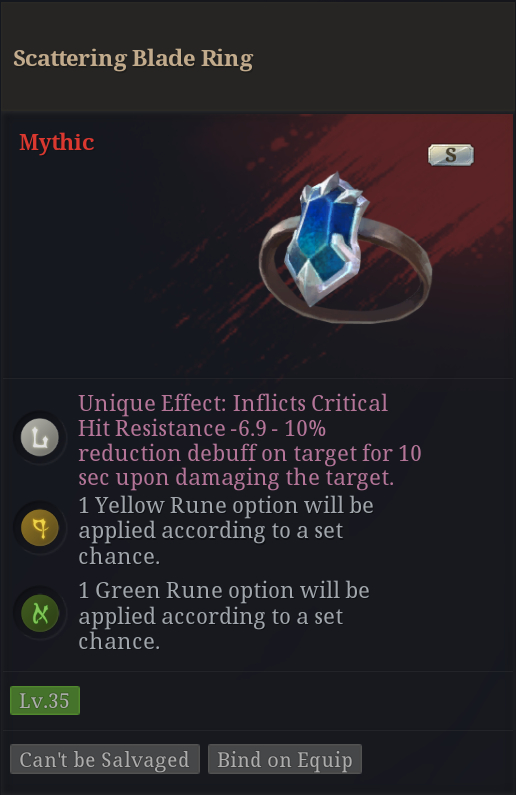 Scattering Blade Ring
Mythic
S
Unique Effect: Inflicts Critical
Hit Resistance -6.9 - 10%
reduction debuff on target for 10
sec upon damaging the target.
1 Yellow Rune option will be
applied according to a set
chance.
1 Green Rune option will be
applied according to a set
chance.
Lv.35
Can't be Salvaged
Bind on Equip